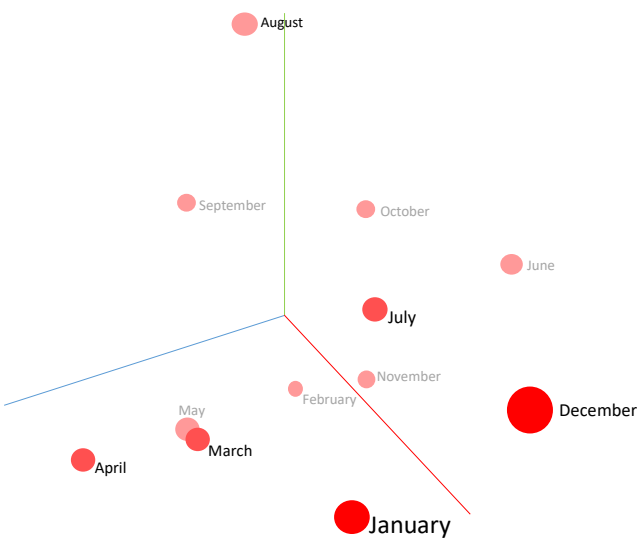 August
September
October
June
July
November
February
May
December
March
April
January